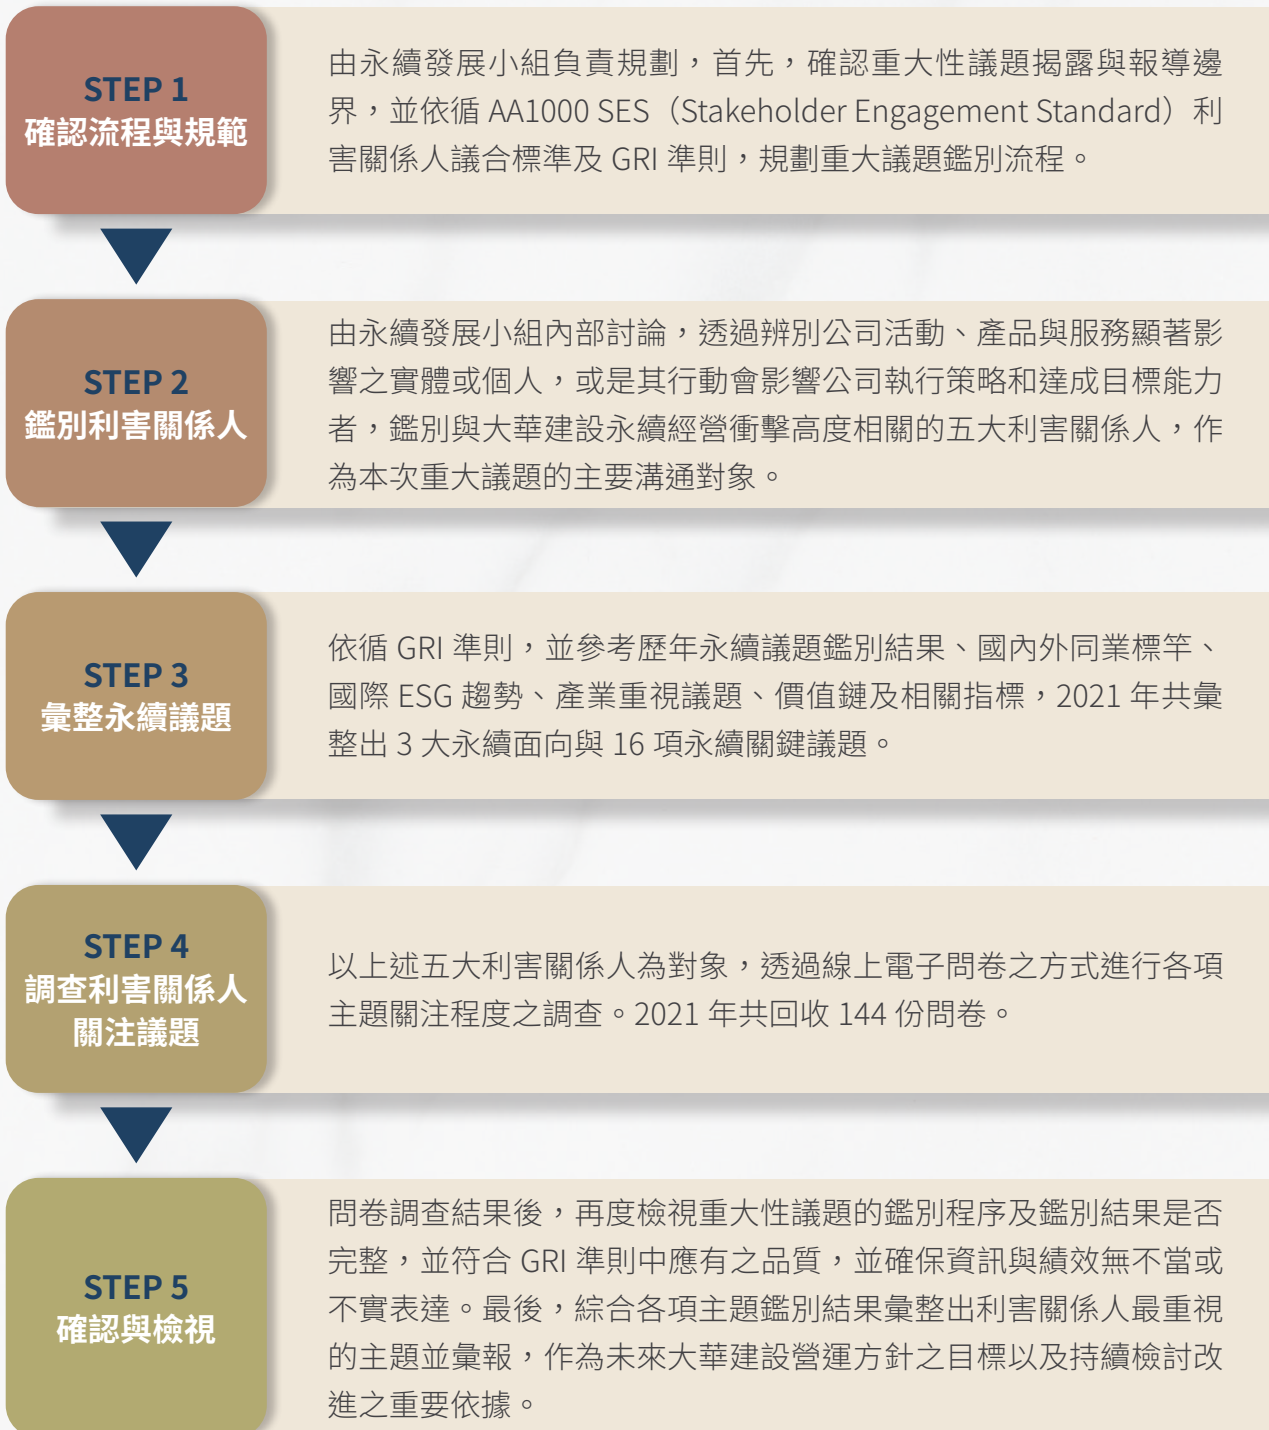 STEP 1
確認流程與規範
由永續發展小組負責規劃，首先，確認重大性議題揭露與報導邊
界，並依循 AA1000 SES（Stakeholder Engagement Standard）利
害關係人議合標準及 GRI 準則，規劃重大議題鑑別流程。
STEP 2
鑑別利害關係人
由永續發展小組內部討論，透過辨別公司活動、產品與服務顯著影
響之實體或個人，或是其行動會影響公司執行策略和達成目標能力
者，鑑別與大華建設永續經營衝擊高度相關的五大利害關係人，作
為本次重大議題的主要溝通對象。
STEP 3
彙整永續議題
依循 GRI 準則，並參考歷年永續議題鑑別結果、國內外同業標竿、
國際 ESG 趨勢、產業重視議題、價值鏈及相關指標，2021 年共彙
整出 3 大永續面向與 16 項永續關鍵議題。
STEP 4
調查利害關係人
關注議題
以上述五大利害關係人為對象，透過線上電子問卷之方式進行各項
主題關注程度之調查。2021 年共回收 144 份問卷。
STEP 5
確認與檢視
問卷調查結果後，再度檢視重大性議題的鑑別程序及鑑別結果是否
完整，並符合 GRI 準則中應有之品質，並確保資訊與績效無不當或
不實表達。最後，綜合各項主題鑑別結果彙整出利害關係人最重視
的主題並彙報，作為未來大華建設營運方針之目標以及持續檢討改
進之重要依據。